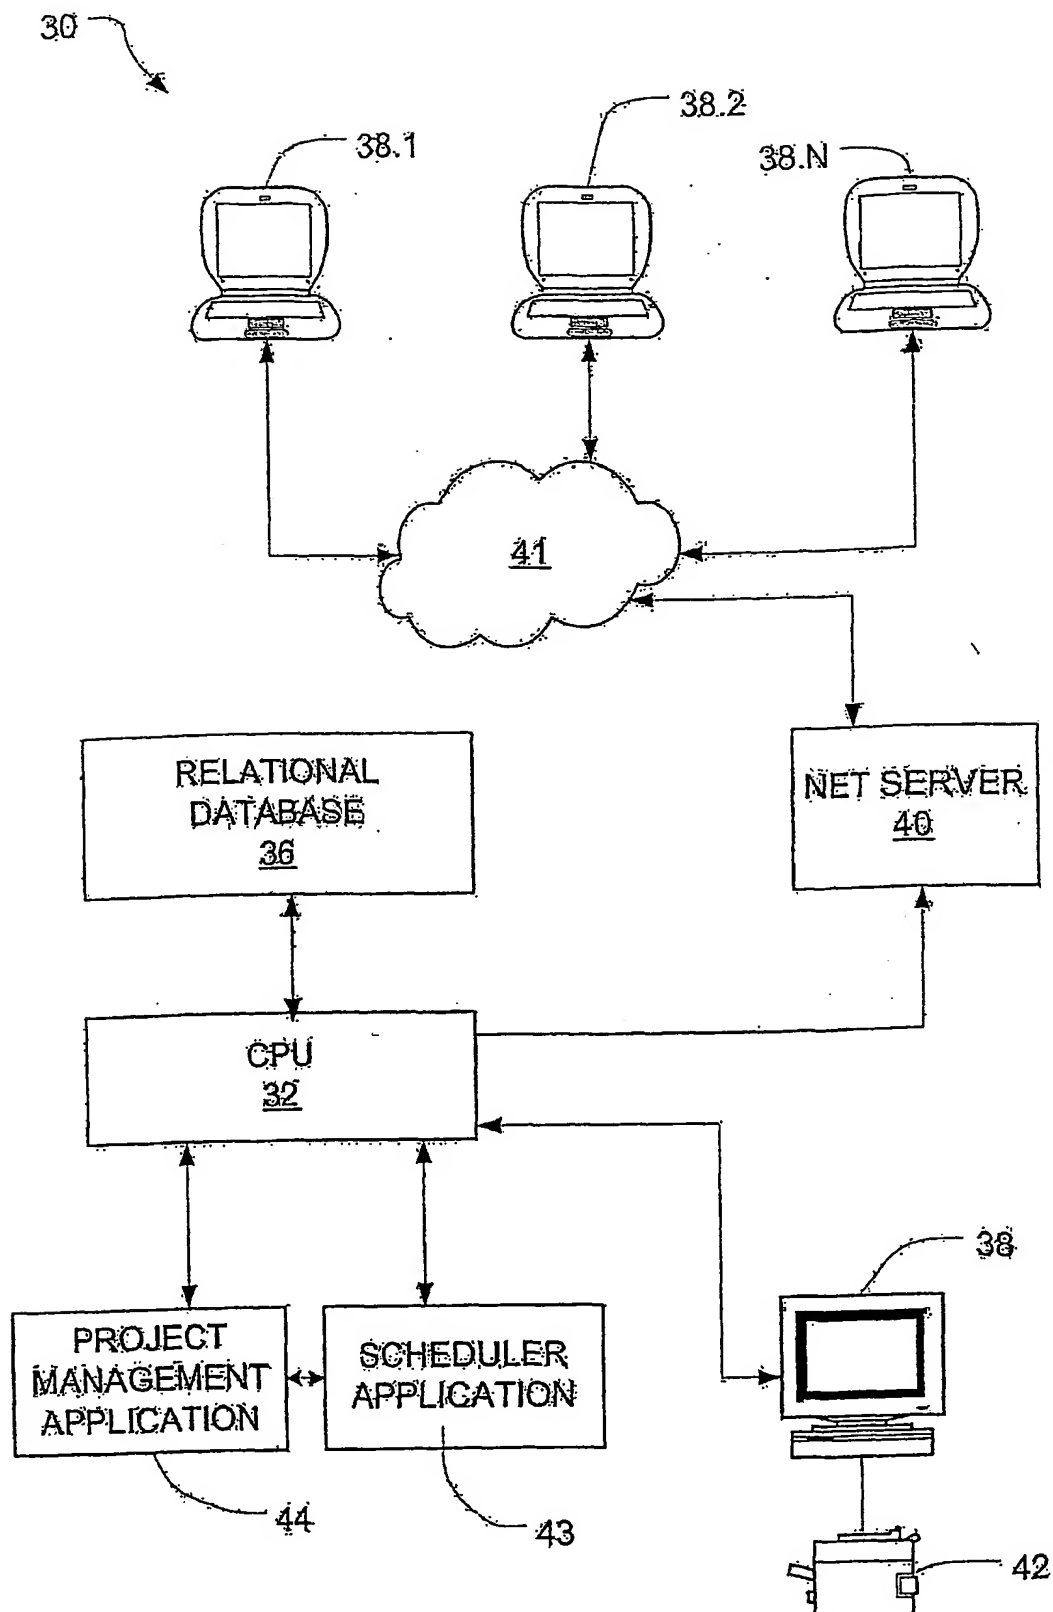 30
38.1
38.2
38.N
41
RELATIONAL
DATABASE
36
NET SERVER
40
CPU
32
38
PROJECT
MANAGEMENT
APPLICATION
SCHEDULER
APPLICATION
44
43
42